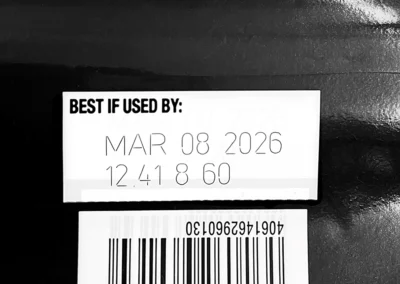 BEST IF USED BY:
MAR 08 2026
12.41 8 60
4061462960130